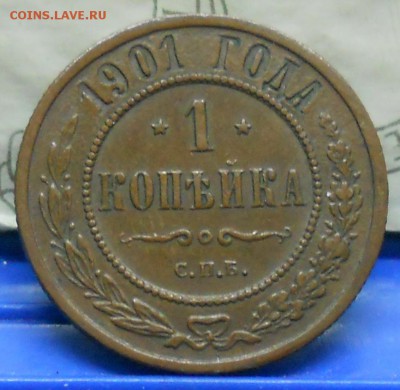 COINS.LAVE.RU
1901 ГОДА
* 1 *
КОПѢЙКА
С.П.Б.